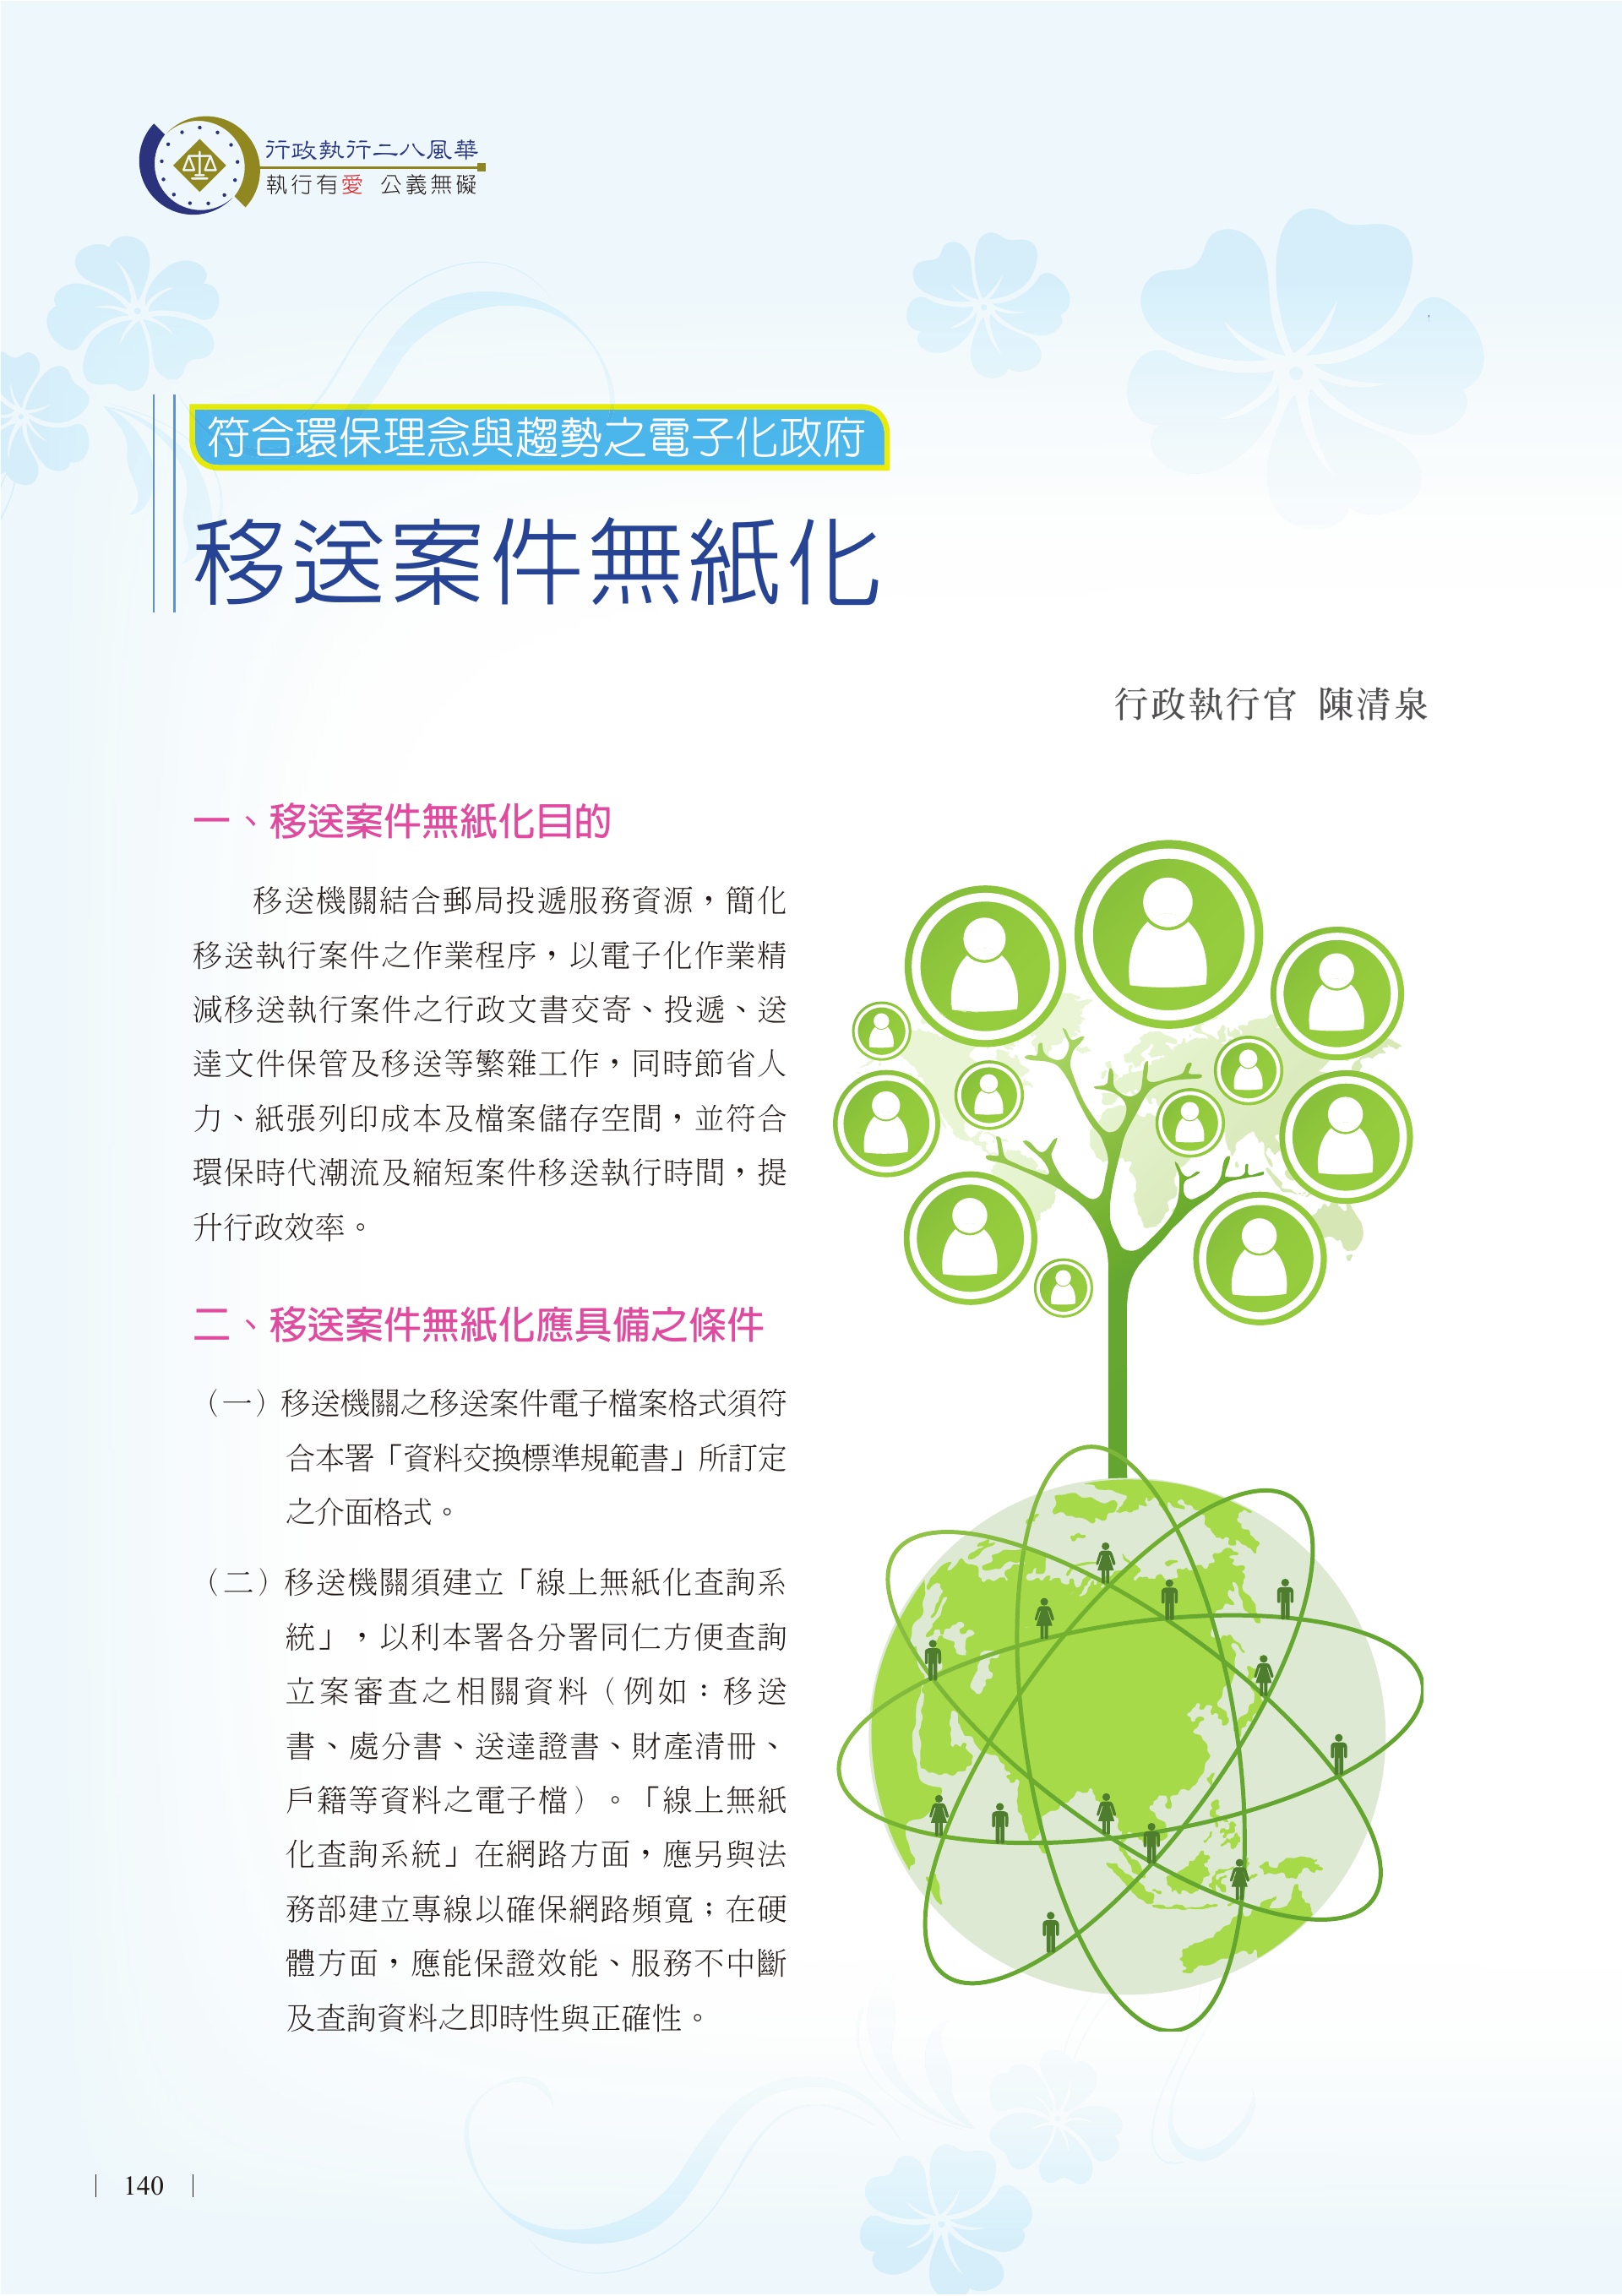 行政執行二八風華
執行有愛 公義無礙
符合環保理念與趨勢之電子化政府
移送案件無紙化
行政執行官 陳清泉
一、移送案件無紙化目的
移送機關結合郵局投遞服務資源，簡化
移送執行案件之作業程序，以電子化作業精
減移送執行案件之行政文書交寄、投遞、送
達文件保管及移送等繁雜工作，同時節省人
力、紙張列印成本及檔案儲存空間，並符合
環保時代潮流及縮短案件移送執行時間，提
升行政效率。
二、移送案件無紙化應具備之條件
（一）移送機關之移送案件電子檔案格式須符
合本署「資料交換標準規範書」所訂定
之介面格式。
（二）移送機關須建立「線上無紙化查詢系
統」，以利本署各分署同仁方便查詢
立案審查之相關資料（例如：移送
書、處分書、送達證書、財產清冊、
戶籍等資料之電子檔）。「線上無紙
化查詢系統」在網路方面，應另與法
務部建立專線以確保網路頻寬；在硬
體方面，應能保證效能、服務不中斷
及查詢資料之即時性與正確性。
140